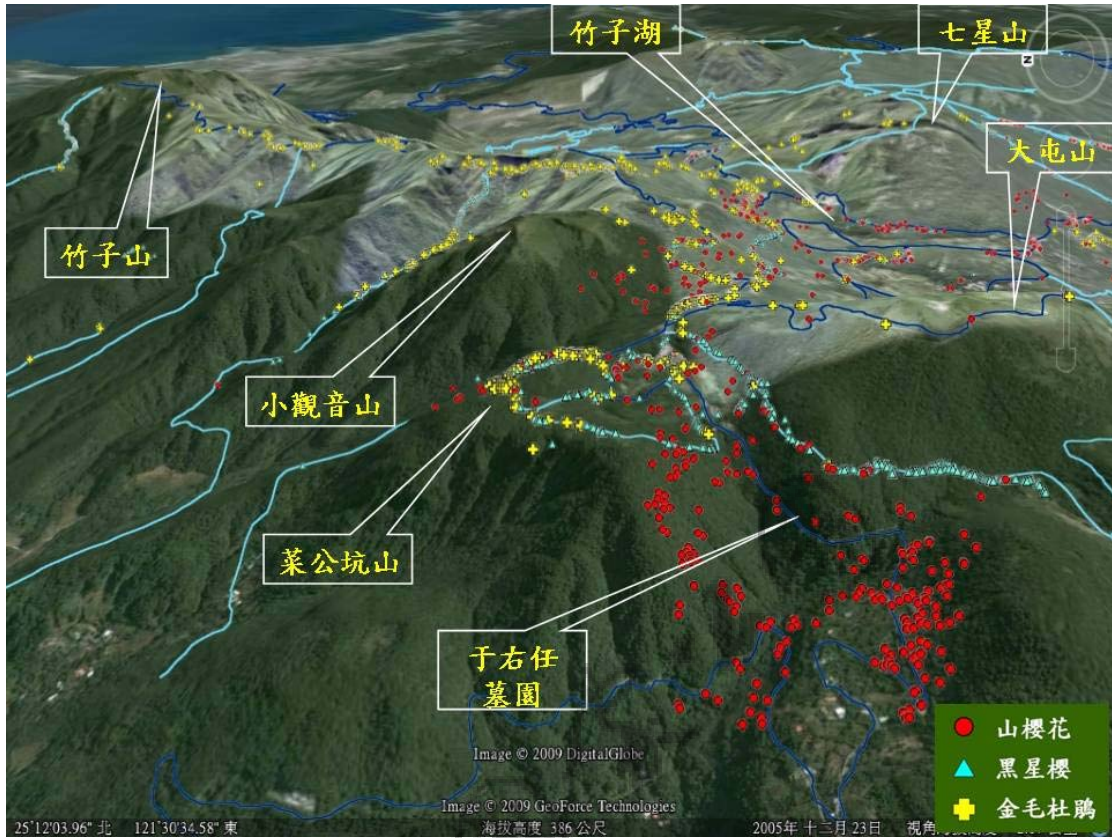 竹子湖
七星山
N
大屯山
竹子山
小觀音山
菜公坑山
于右任
墓園
山櫻花
黑星櫻
金毛杜鵑
Image © 2009 DigitalGlobe
Image © 2009 GeoForce Technologies
25°12'03.96" 北 121°30'34.58" 東
海拔高度 386 公尺
2005年 十二月 23日